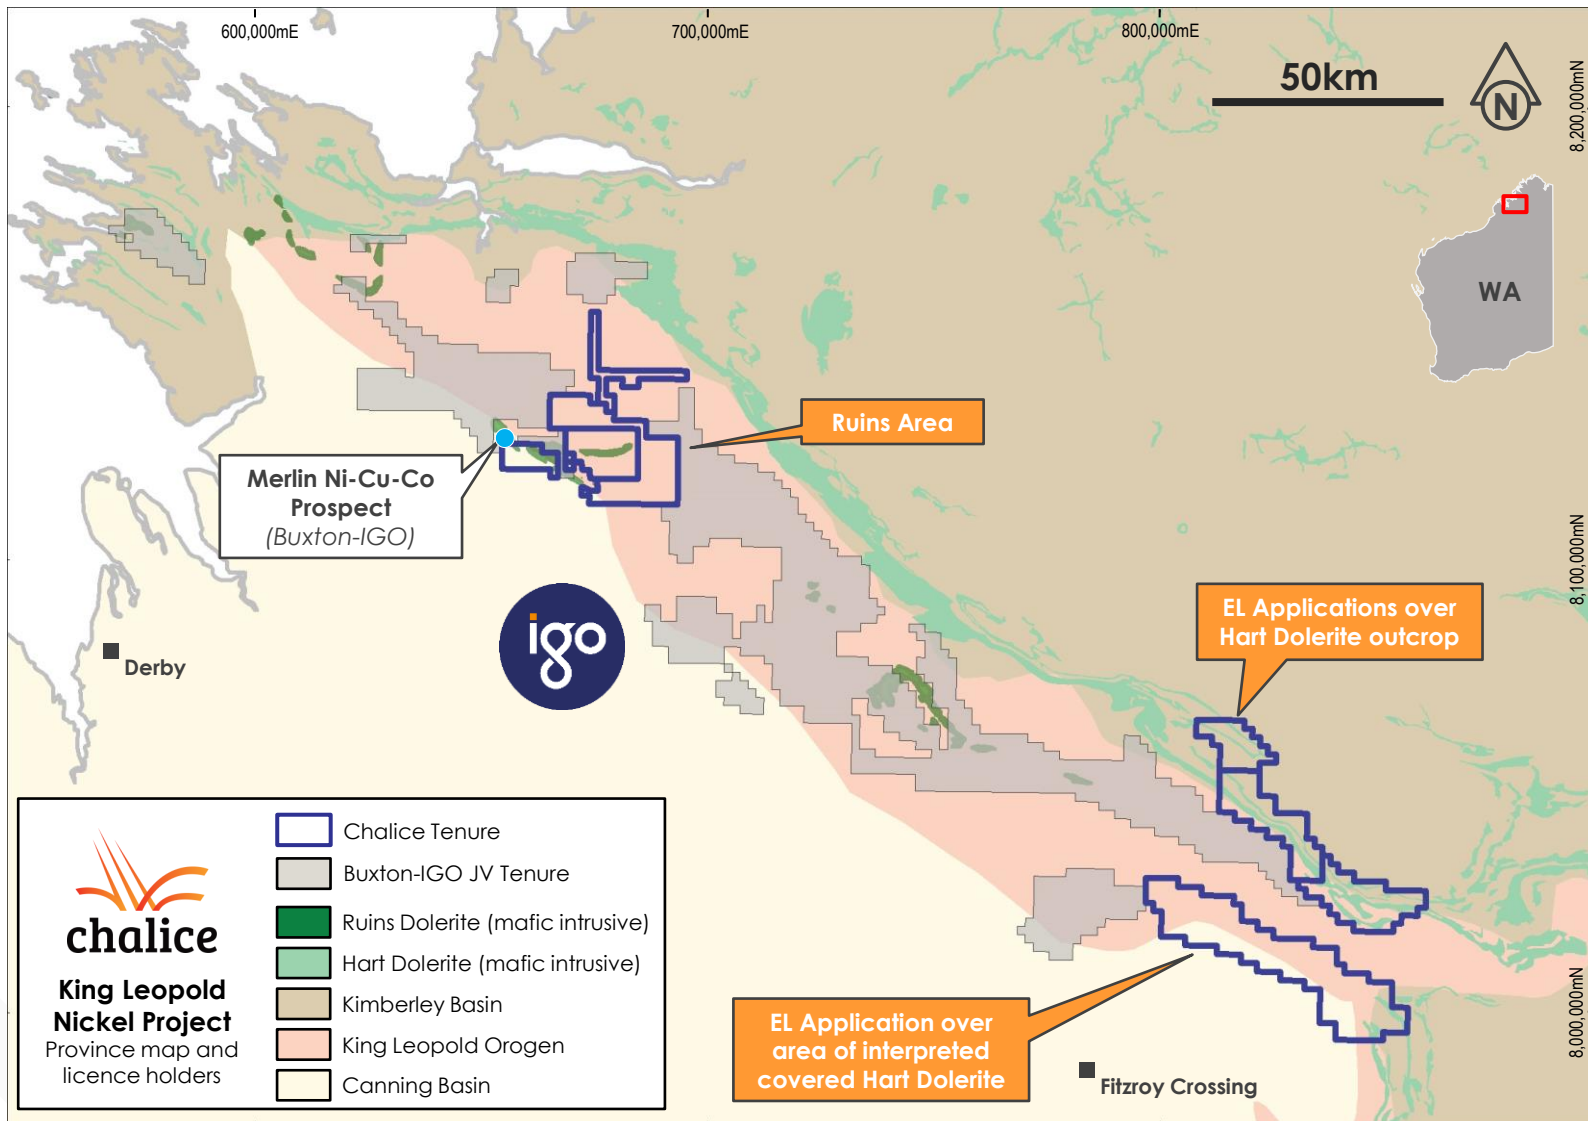 600,000mE
700,000mE
800,000mE
50km
N
8,200,000mN
WA
Ruins Area
Merlin Ni-Cu-Co
Prospect
(Buxton-IGO)
8,100,000mN
igo
EL Applications over
Hart Dolerite outcrop
Derby
chalice
King Leopold
Nickel Project
Province map and
licence holders
Chalice Tenure
Buxton-IGO JV Tenure
Ruins Dolerite (mafic intrusive)
Hart Dolerite (mafic intrusive)
Kimberley Basin
King Leopold Orogen
Canning Basin
EL Application over
area of interpreted
covered Hart Dolerite
8,000,000mN
Fitzroy Crossing